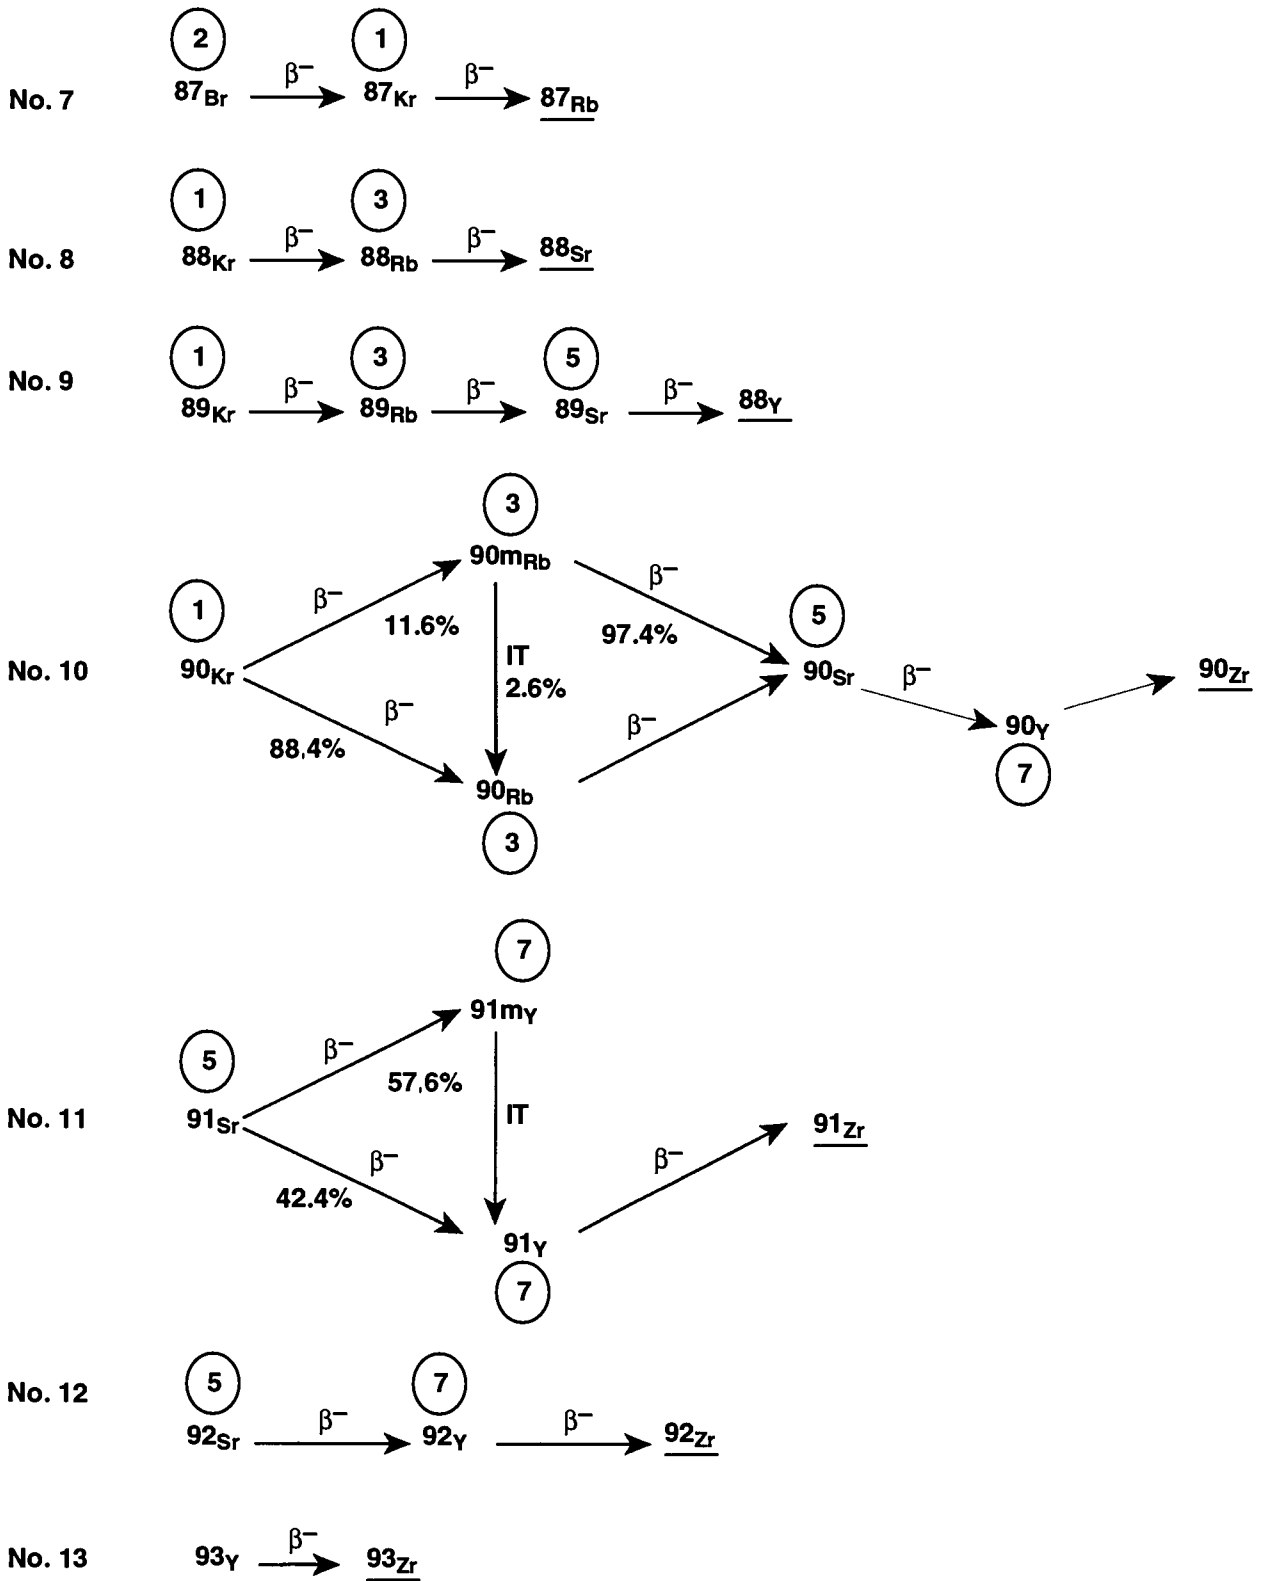 2 1
No. 7 87Br β− 87Kr β− 87Rb
1 3
No. 8 88Kr β− 88Rb β− 88Sr
1 3 5
No. 9 89Kr β− 89Rb β− 89Sr β− 88Y
3
90mRb
1 β− β− 5
11.6% IT 97.4%
No. 10 90Kr 2.6% 90Sr β− 90Zr
β− β− 90Y
88,4% 7
90Rb
3
7
91mY
5 β−
57,6%
No. 11 91Sr IT 91Zr
β− β−
42.4%
91Y
7
5 7
No. 12 92Sr β− 92Y β− 92Zr
No. 13 93Y β− 93Zr